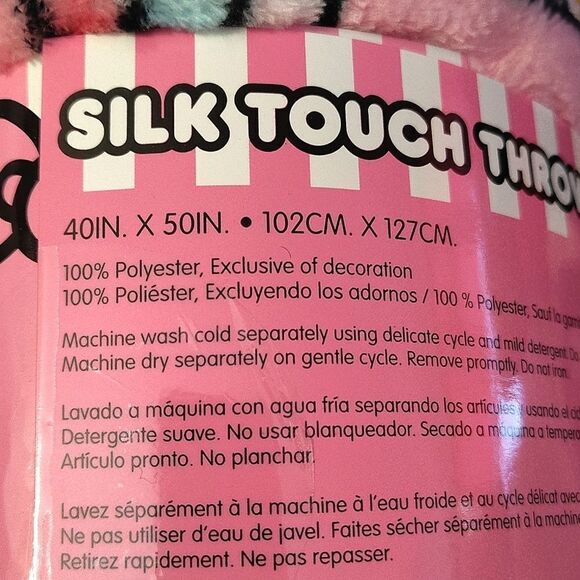 SILK TOUCH THROW
40IN. X 50IN. • 102CM. X 127CM.
100% Polyester, Exclusive of decoration
100% Poliéster, Excluyendo los adornos / 100 % Polyester, Sauf la
Machine wash cold separately using delicate cycle and mild detergent. Do
Machine dry separately on gentle cycle. Remove promptly. Do not iron.
Lavado a máquina con agua fría separando los artículos y usando el
Detergente suave. No usar blanqueador. Secado a máquina a
Artículo pronto. No planchar.
Lavez séparément à la machine à l'eau froide et au cycle délicat avec
Ne pas utiliser d'eau de javel. Faites sécher séparément à la machine
Retirez rapidement. Ne pas repasser.